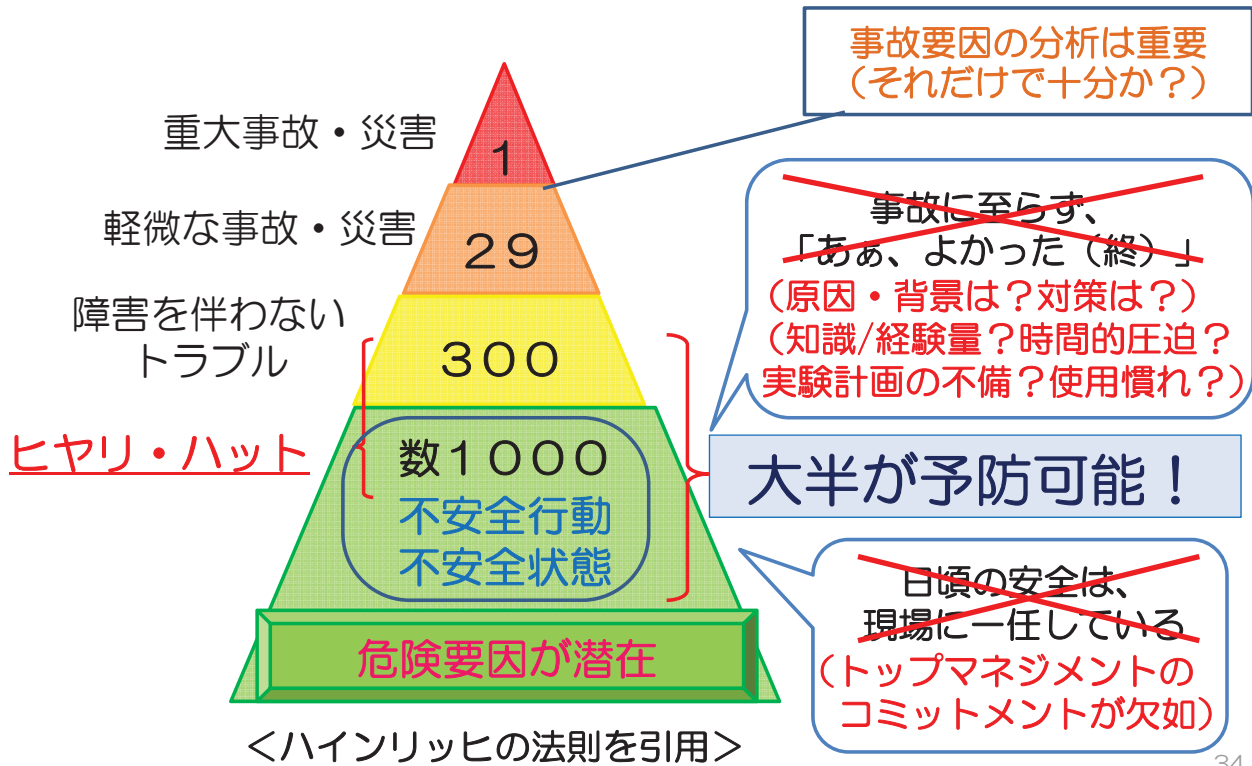 事故要因の分析は重要
(それだけで十分か？)
重大事故・災害
1
軽微な事故・災害
29
障害を伴わない
トラブル
300
ヒヤリ・ハット
数1000
不安全行動
不安全状態
危険要因が潜在
＜ハインリッヒの法則を引用＞
事故に至らず、
「あぁ、よかった（終）」
(原因・背景は？対策は？)
(知識/経験量？時間的圧迫？
実験計画の不備？使用慣れ？)
大半が予防可能！
日頃の安全は、
現場に一任している
(トップマネジメントの
コミットメントが欠如)
34